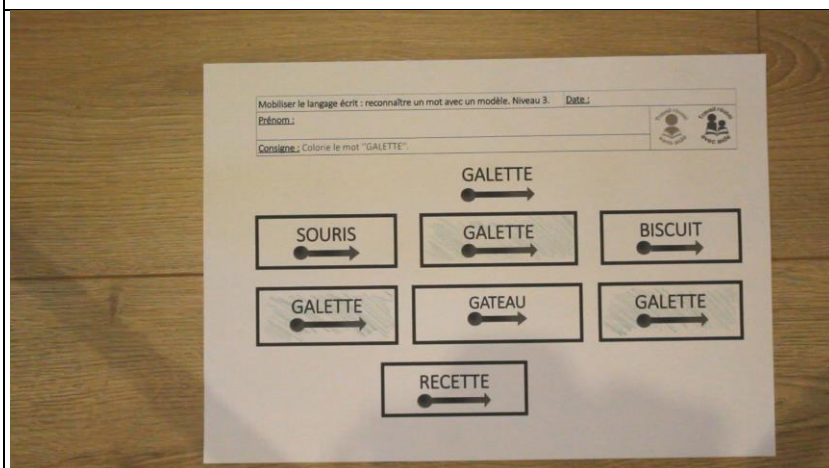 Mobiliser le langage écrit : reconnaître un mot avec un modèle. Niveau 3. Date :
Prénom :
Consigne : Colorie le mot "GALETTE".
GALETTE
SOURIS GALETTE BISCUIT
GALETTE GATEAU GALETTE
RECETTE